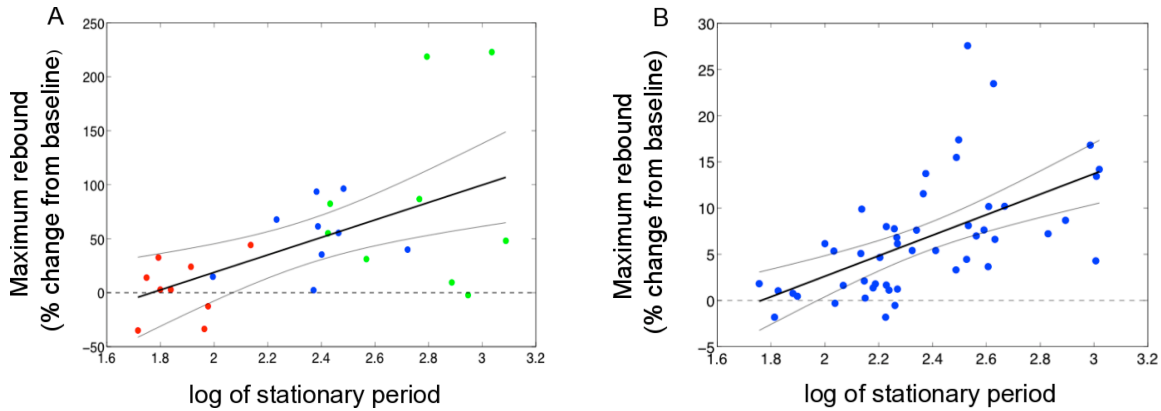 A
Maximum rebound
(% change from baseline)
250
200
150
100
50
0
−50
1.6 1.8 2 2.2 2.4 2.6 2.8 3 3.2
log of stationary period
B
Maximum rebound
(% change from baseline)
30
25
20
15
10
5
0
−5
1.6 1.8 2 2.2 2.4 2.6 2.8 3 3.2
log of stationary period